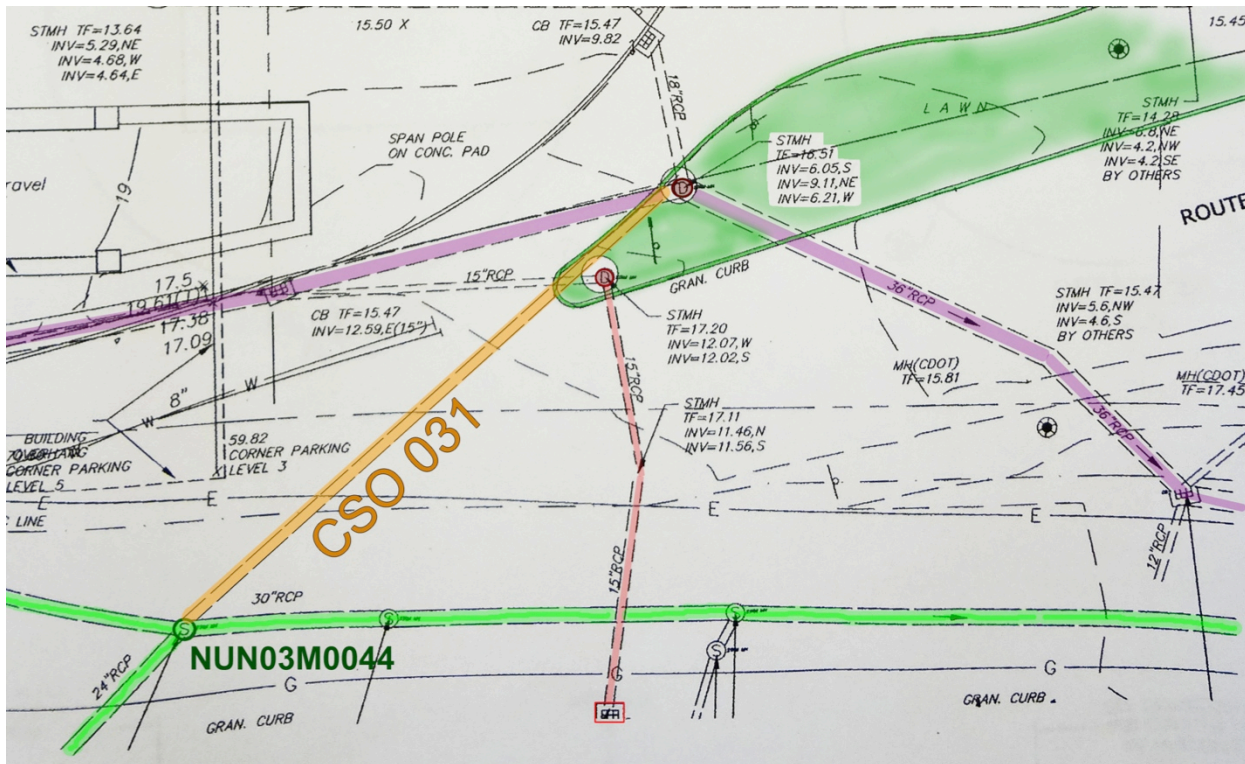 STMH TF=13.64
INV=5.29,NE
INV=4.68,W
INV=4.64,E
15.50 X
CB TF=15.47
INV=9.82
18"RCP
15.45
LAWN
STMH
TF=14.28
INV=6.8,NE
INV=4.2,NW
INV=4.2,SE
BY OTHERS
SPAN POLE
ON CONC. PAD
STMH
TF=16.51
INV=6.05,S
INV=9.11,NE
INV=6.21,W
ravel
19
ROUTE
D
17.5 x
19.61(T)
17.38
17.09
15"RCP
D
GRAN. CURB
36"RCP
CB TF=15.47
INV=12.59,E(15")
STMH
TF=17.20
INV=12.07,W
INV=12.02,S
STMH TF=15.47
INV=5.6,NW
INV=4.6,S
BY OTHERS
15"RCP
MH(CDOT)
TF=15.81
MH(CDOT)
TF=17.45
8"
W
W
STMH
TF=17.11
INV=11.46,N
INV=11.56,S
36"RCP
BUILDING
OVERHANG
CORNER PARKING
LEVEL 5
59.82
CORNER PARKING
LEVEL 3
CSO 031
E
E
E
E
C LINE
15"RCP
12"RCP
30"RCP
S
S
S
S
NUN03M0044
24"RCP
G
G
G
GRAN. CURB
GRAN. CURB